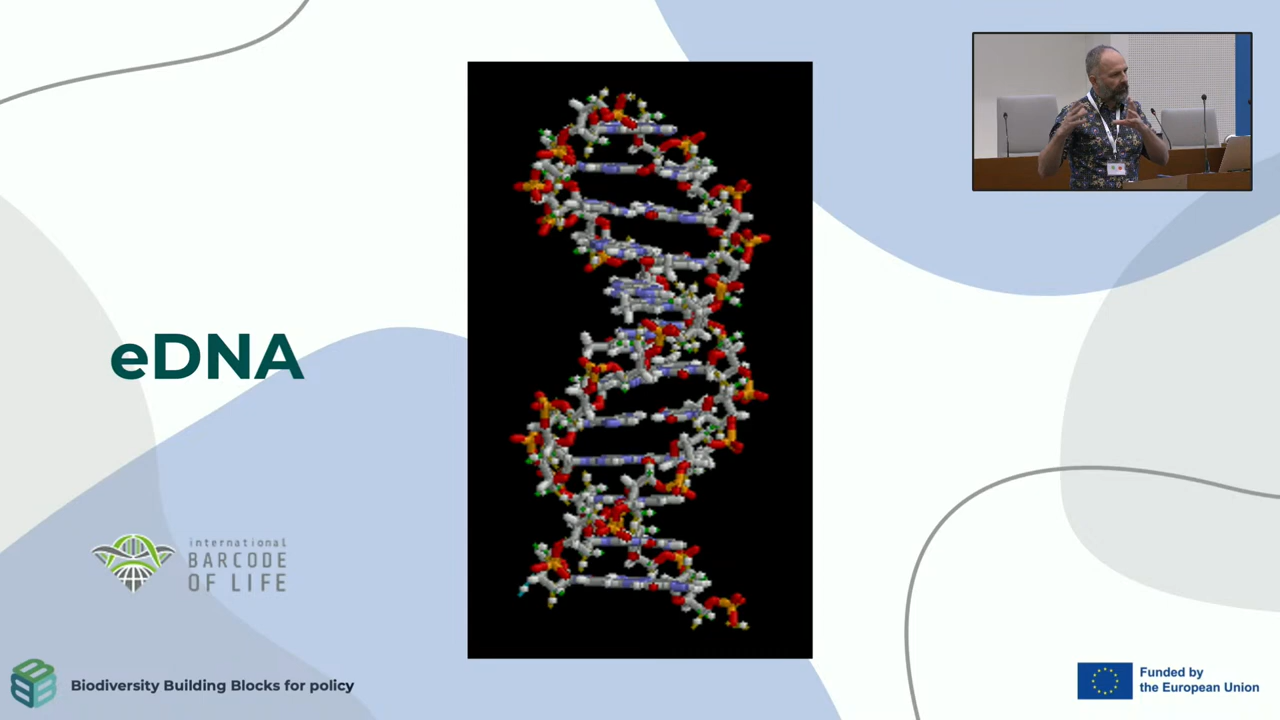 eDNA
international
BARCODE
OF LIFE
Biodiversity Building Blocks for policy
Funded by
the European Union